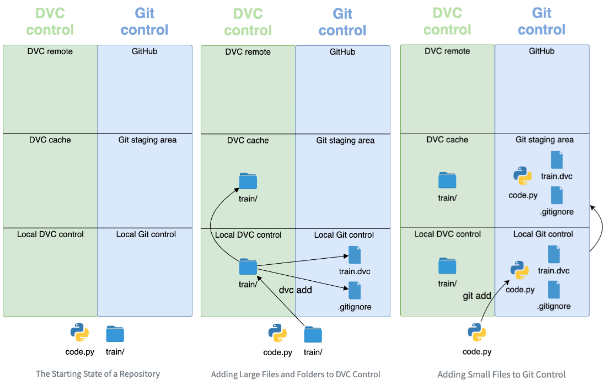 DVC control
Git control
DVC remote
GitHub
DVC cache
Git staging area
Local DVC control
Local Git control
code.py
train/
The Starting State of a Repository
DVC control
Git control
DVC remote
GitHub
DVC cache
Git staging area
train/
Local DVC control
Local Git control
train/
train.dvc
dvc add
.gitignore
code.py
train/
Adding Large Files and Folders to DVC Control
DVC control
Git control
DVC remote
GitHub
DVC cache
Git staging area
train/
code.py
train.dvc
.gitignore
Local DVC control
Local Git control
train/
code.py
train.dvc
.gitignore
git add
code.py
Adding Small Files to Git Control